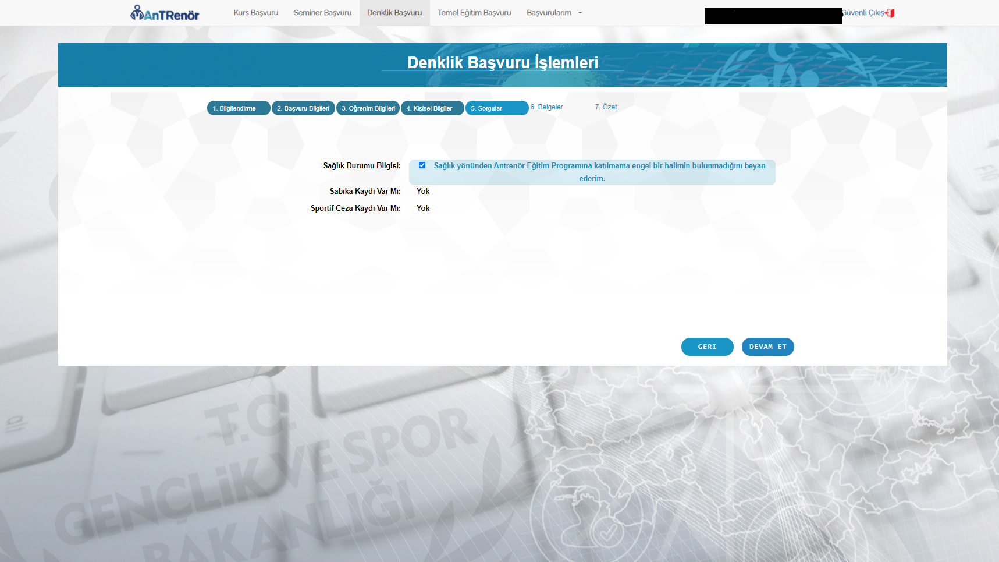 AnTRenör
Kurs Başvuru
Seminer Başvuru
Denklik Başvuru
Temel Eğitim Başvuru
Başvurularım
Güvenli Çıkış
Denklik Başvuru İşlemleri
1. Bilgilendirme
2. Başvuru Bilgileri
3. Öğrenim Bilgileri
4. Kişisel Bilgiler
5. Sorgular
6. Belgeler
7. Özet
Sağlık Durumu Bilgisi:
Sağlık yönünden Antrenör Eğitim Programına katılmama engel bir halimin bulunmadığını beyan
ederim.
Sabıka Kaydı Var Mı:
Yok
Sportif Ceza Kaydı Var Mı:
Yok
GERI
DEVAM ET
T.C.
GENÇLİK VE SPOR
BAKANLIĞI